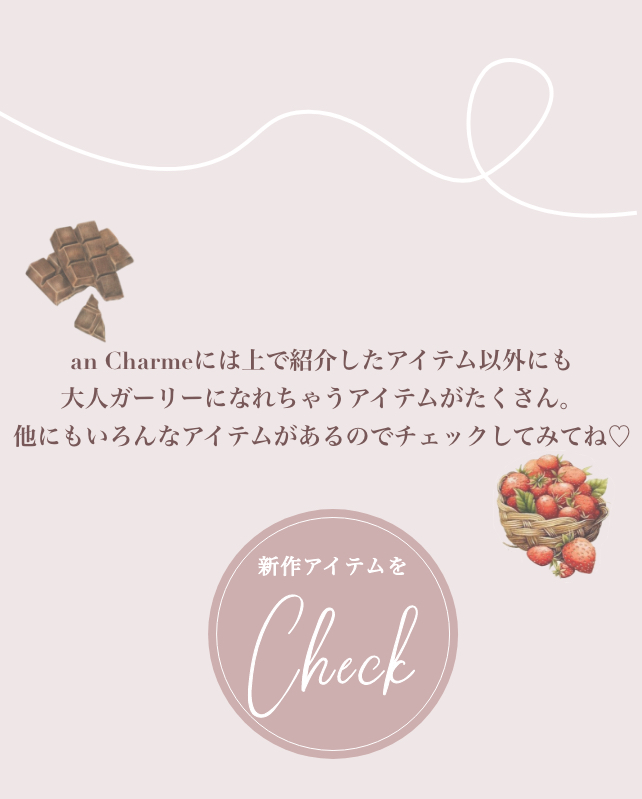 an Charmeには上で紹介したアイテム以外にも
大人ガーリーになれちゃうアイテムがたくさん。
他にもいろんなアイテムがあるのでチェックしてみてね♡
新作アイテムを
Check